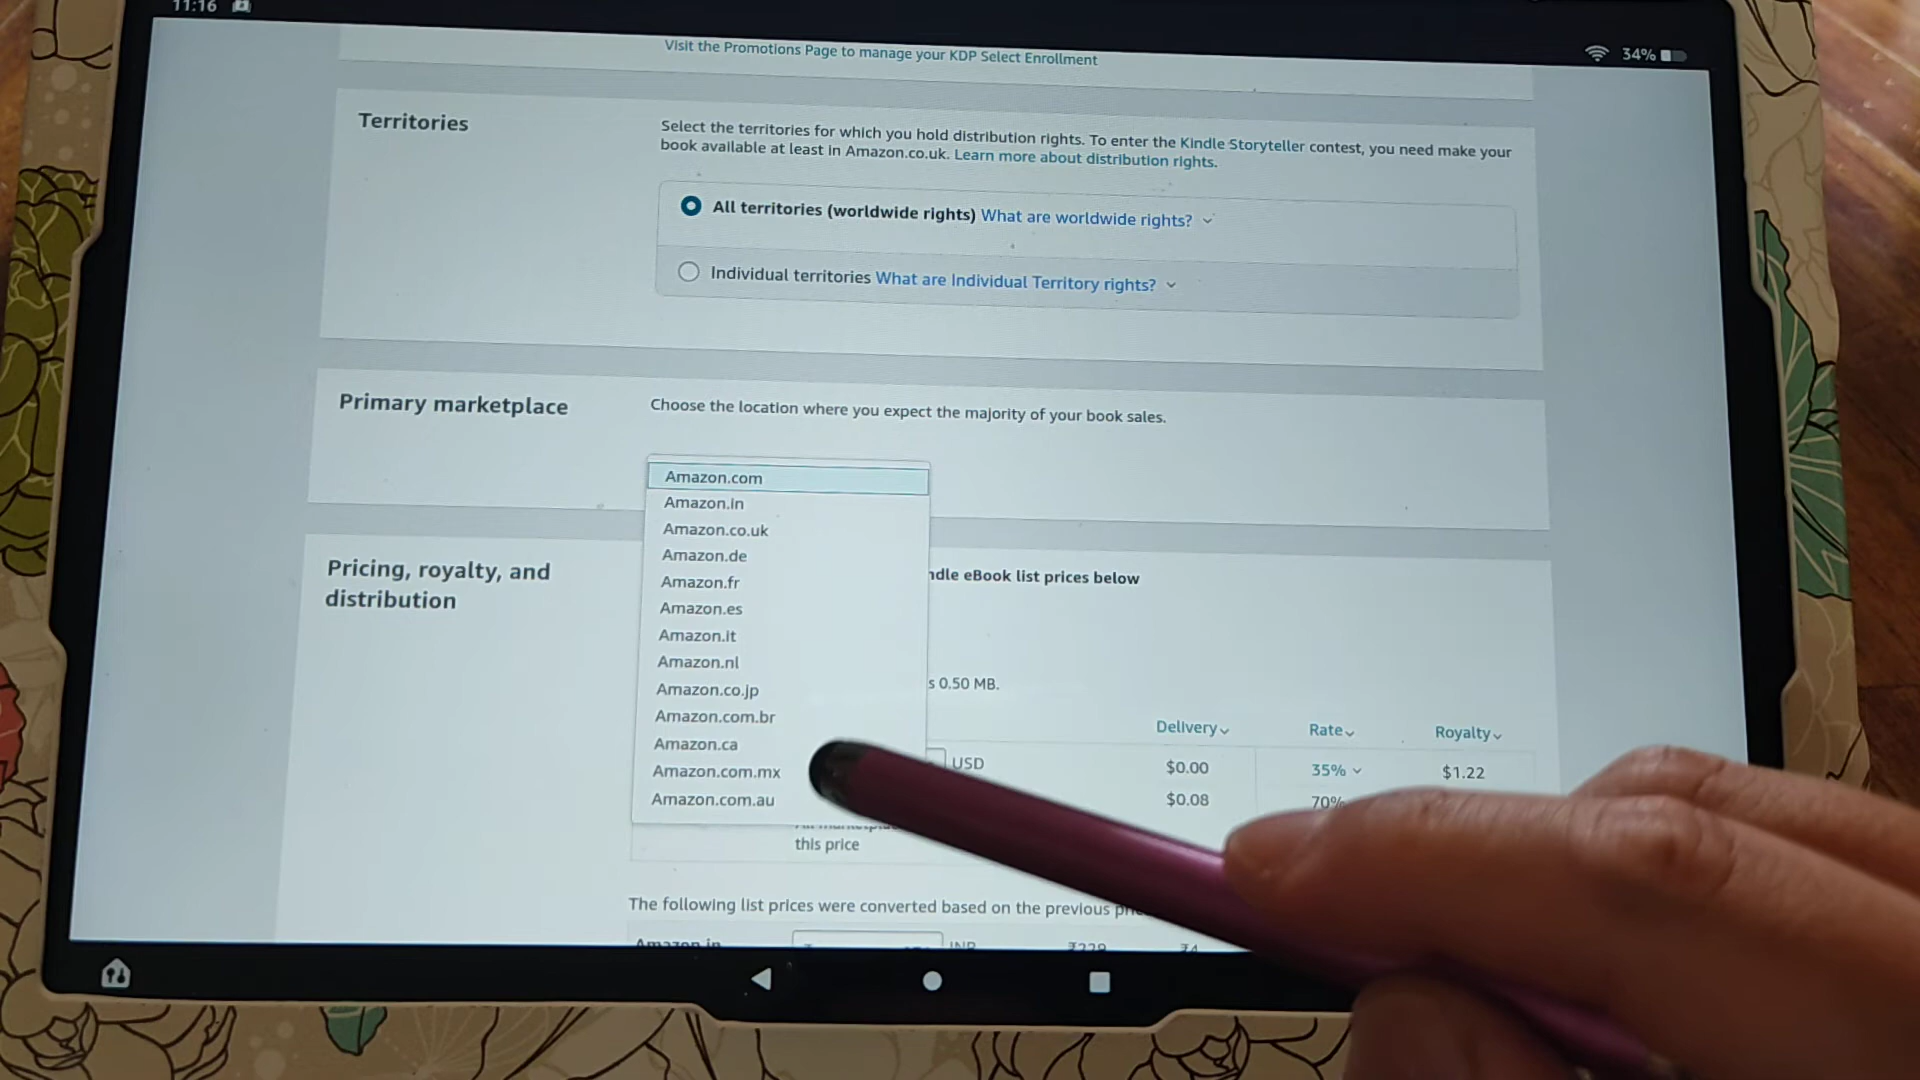 11:16
34%
Visit the Promotions Page to manage your KDP Select Enrollment
Territories
Select the territories for which you hold distribution rights. To enter the Kindle Storyteller contest, you need make your
book available at least in Amazon.co.uk. Learn more about distribution rights.
All territories (worldwide rights) What are worldwide rights?
Individual territories What are Individual Territory rights?
Primary marketplace
Choose the location where you expect the majority of your book sales.
Amazon.com
Amazon.in
Amazon.co.uk
Amazon.de
Amazon.fr
Amazon.es
Amazon.it
Amazon.nl
Amazon.co.jp
Amazon.com.br
Amazon.ca
Amazon.com.mx
Amazon.com.au
Pricing, royalty, and
distribution
eBook list prices below
0.50 MB.
Delivery Rate Royalty
USD $0.00 35% $1.22
$0.08 70%
this price
The following list prices were converted based on the previous
Amazon.in INR ₹229 ₹4